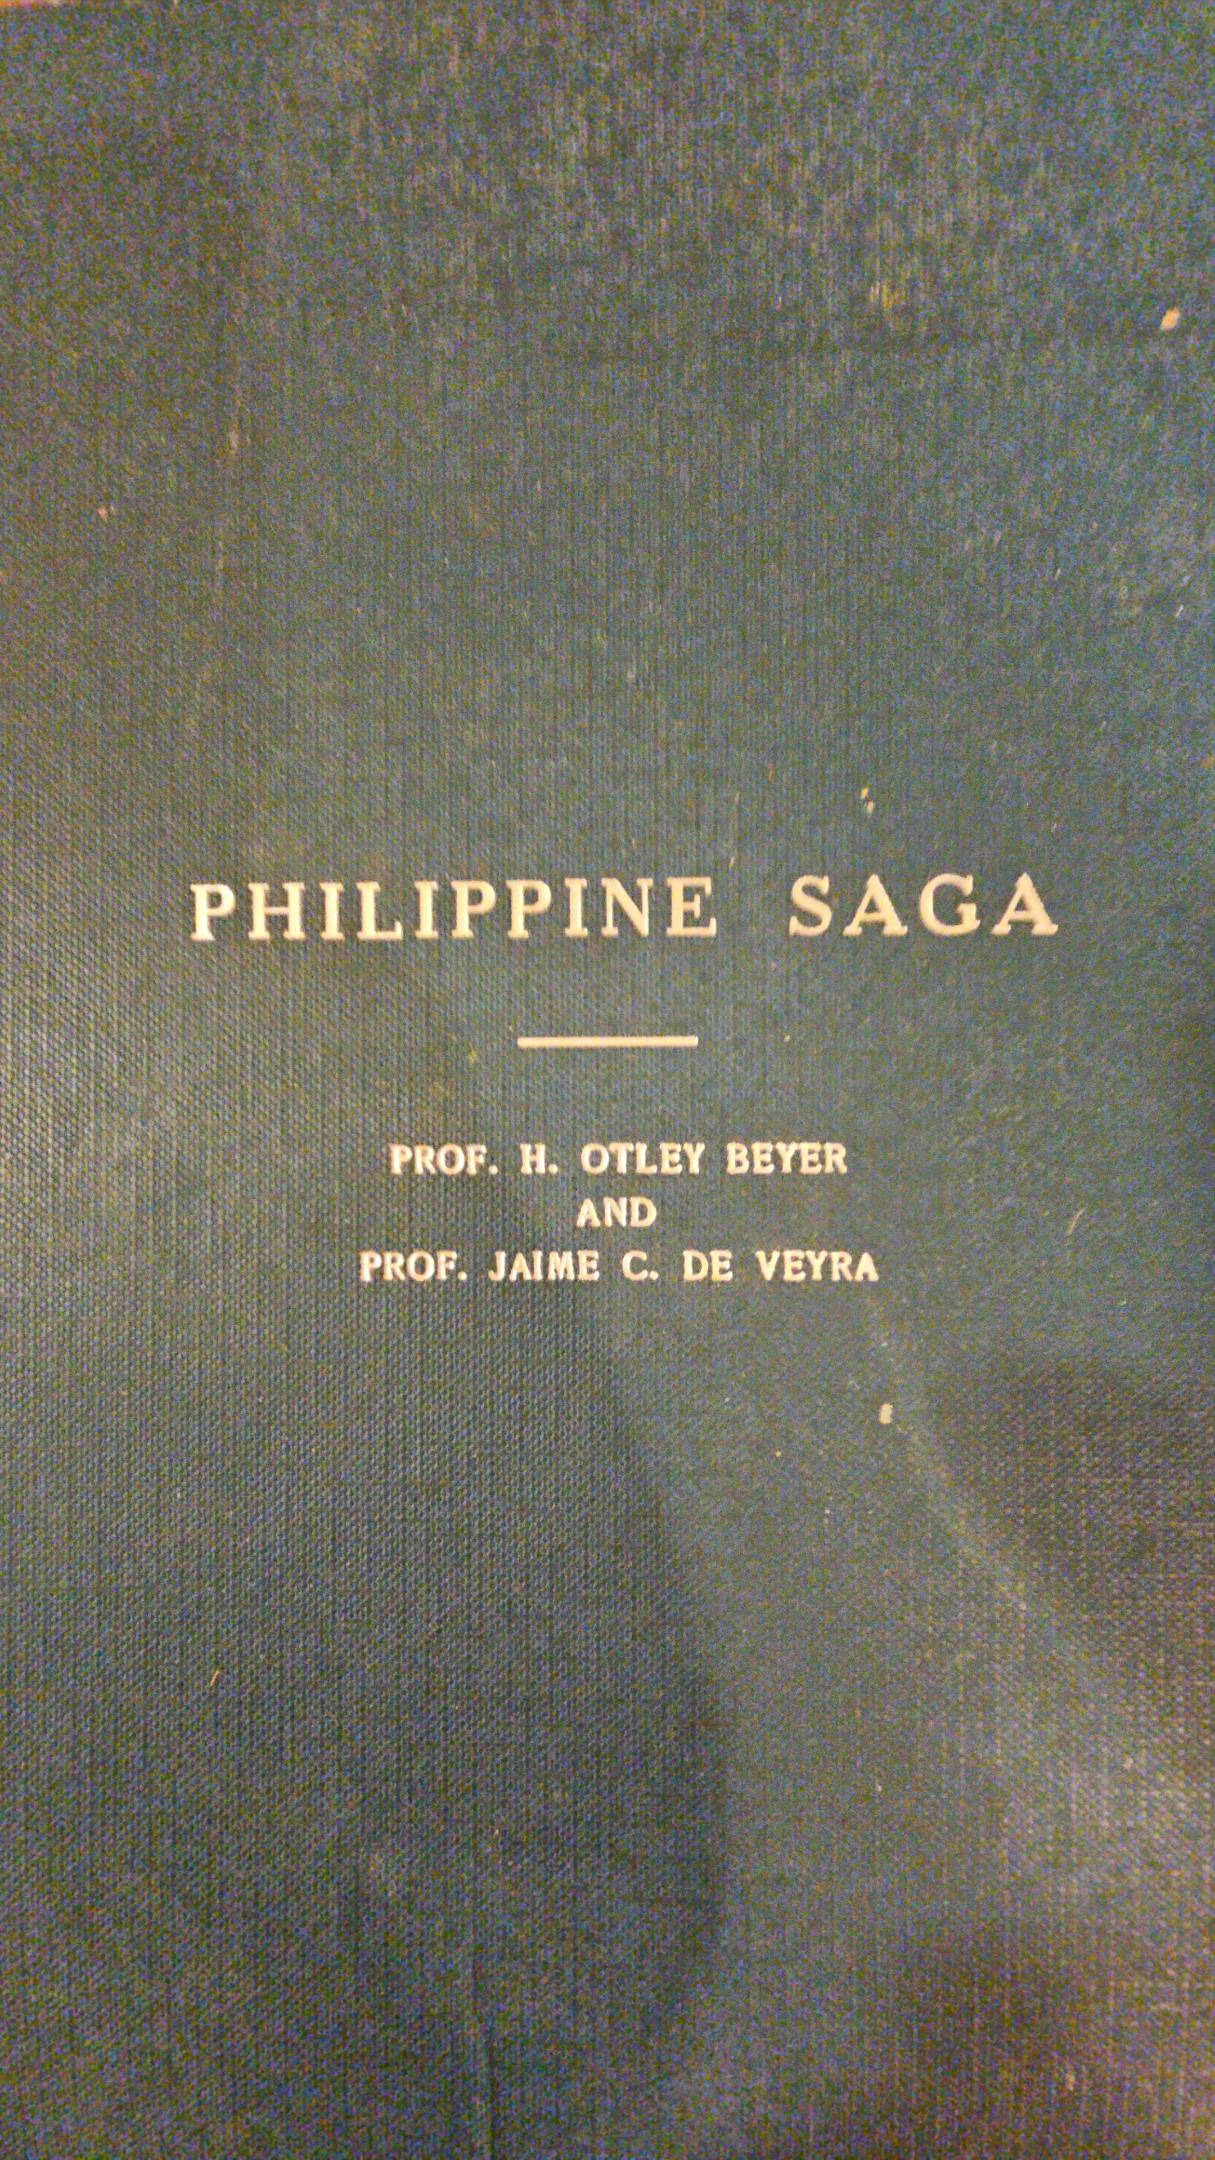 PHILIPPINE SAGA
PROF. H. OTLEY BEYER
AND
PROF. JAIME C. DE VEYRA